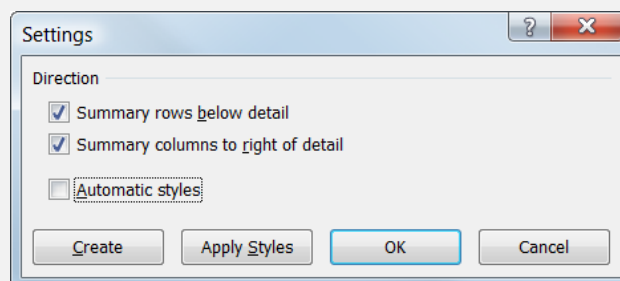 Settings
?
Direction
Summary rows below detail
Summary columns to right of detail
Automatic styles
Create Apply Styles OK Cancel